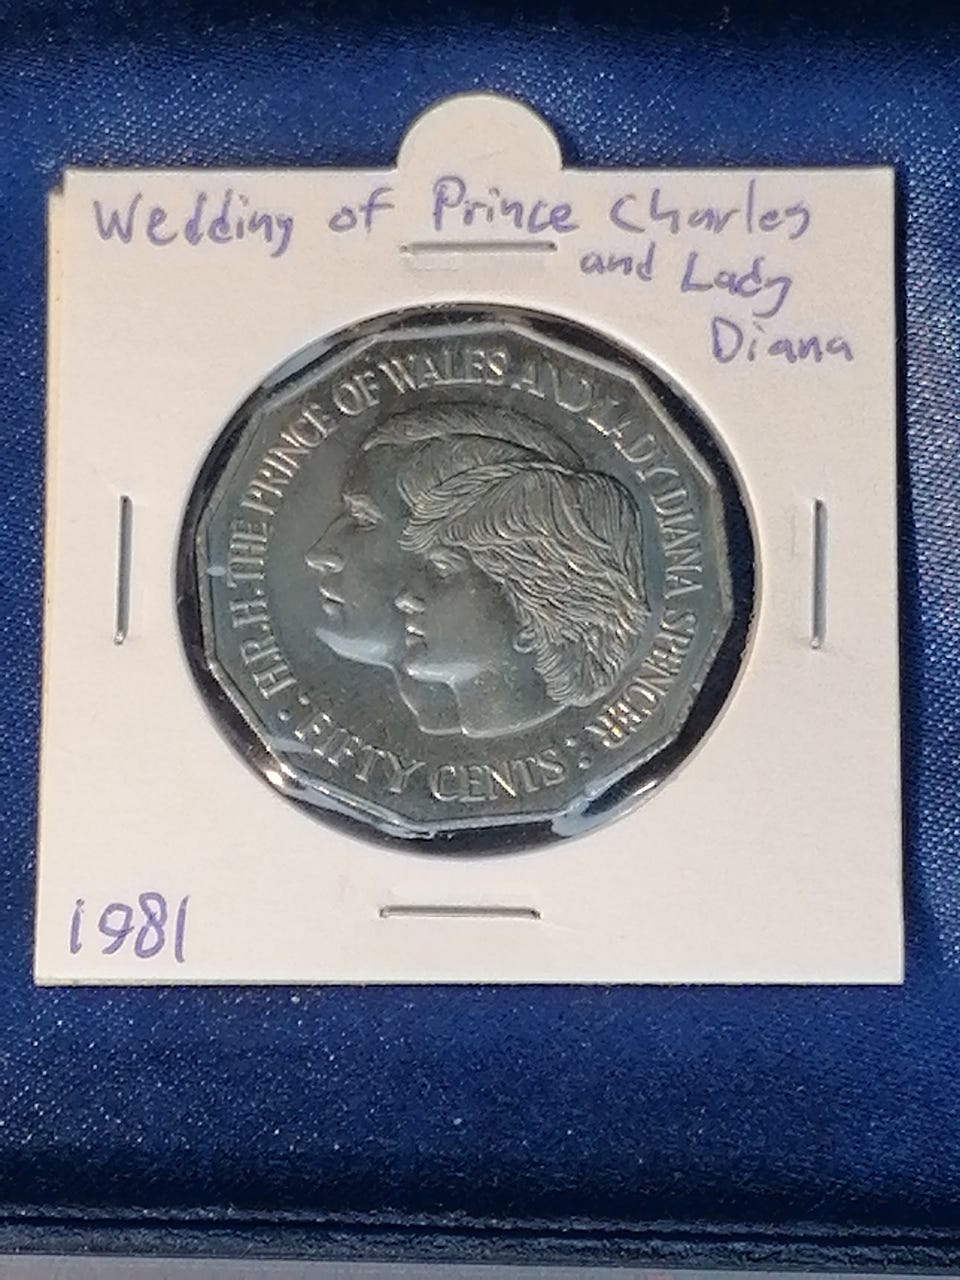 Wedding of Prince Charles
and Lady
Diana
H.R.H. THE PRINCE OF WALES AND LADY DIANA SPENCER
: FIFTY CENTS :
1981